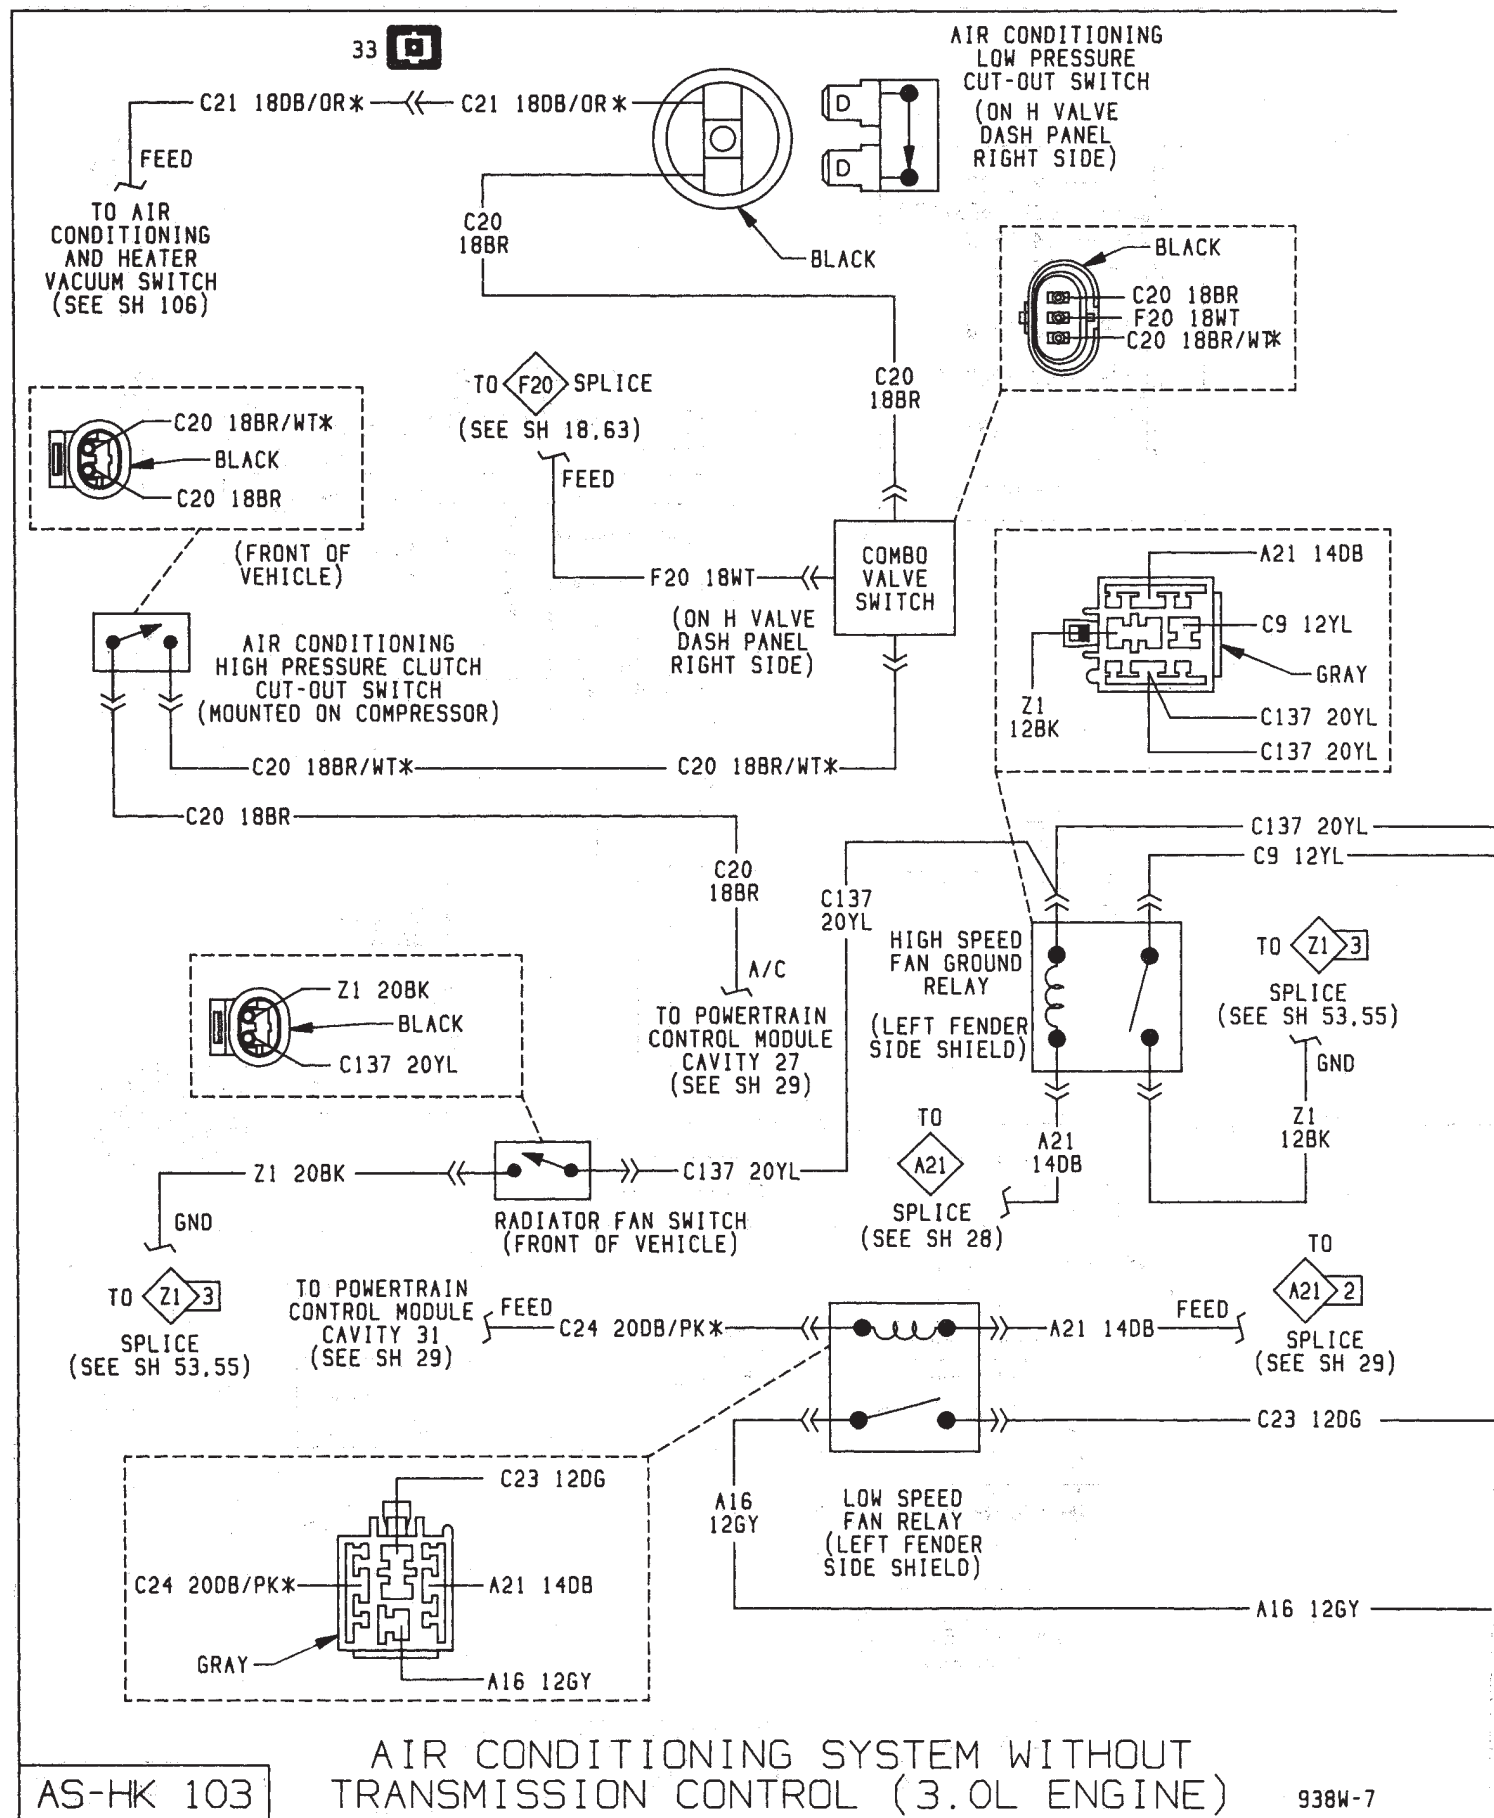 33
AIR CONDITIONING
LOW PRESSURE
CUT-OUT SWITCH
(ON H VALVE
DASH PANEL
RIGHT SIDE)
C21 18DB/OR*
C21 18DB/OR*
D
D
FEED
TO AIR
CONDITIONING
AND HEATER
VACUUM SWITCH
(SEE SH 106)
C20
18BR
BLACK
BLACK
C20 18BR
F20 18WT
C20 18BR/WT*
TO F20 SPLICE
(SEE SH 18,63)
FEED
C20
18BR
C20 18BR/WT*
BLACK
C20 18BR
(FRONT OF
VEHICLE)
F20 18WT
COMBO
VALVE
SWITCH
(ON H VALVE
DASH PANEL
RIGHT SIDE)
A21 14DB
C9 12YL
GRAY
Z1
12BK
C137 20YL
C137 20YL
AIR CONDITIONING
HIGH PRESSURE CLUTCH
CUT-OUT SWITCH
(MOUNTED ON COMPRESSOR)
C20 18BR/WT*
C20 18BR/WT*
C20 18BR
C137 20YL
C9 12YL
C20
18BR
C137
20YL
A/C
TO POWERTRAIN
CONTROL MODULE
CAVITY 27
(SEE SH 29)
HIGH SPEED
FAN GROUND
RELAY
(LEFT FENDER
SIDE SHIELD)
TO Z1 3
SPLICE
(SEE SH 53,55)
GND
Z1
12BK
Z1 20BK
BLACK
C137 20YL
TO
A21
SPLICE
(SEE SH 28)
A21
14DB
Z1 20BK
C137 20YL
GND
RADIATOR FAN SWITCH
(FRONT OF VEHICLE)
TO Z1 3
SPLICE
(SEE SH 53,55)
TO POWERTRAIN
CONTROL MODULE
CAVITY 31
(SEE SH 29)
FEED
C24 20DB/PK*
A21 14DB
FEED
TO
A21 2
SPLICE
(SEE SH 29)
C23 12DG
A16
12GY
LOW SPEED
FAN RELAY
(LEFT FENDER
SIDE SHIELD)
C23 12DG
C24 20DB/PK*
A21 14DB
GRAY
A16 12GY
A16 12GY
AIR CONDITIONING SYSTEM WITHOUT
TRANSMISSION CONTROL (3.0L ENGINE)
AS-HK 103
938W-7